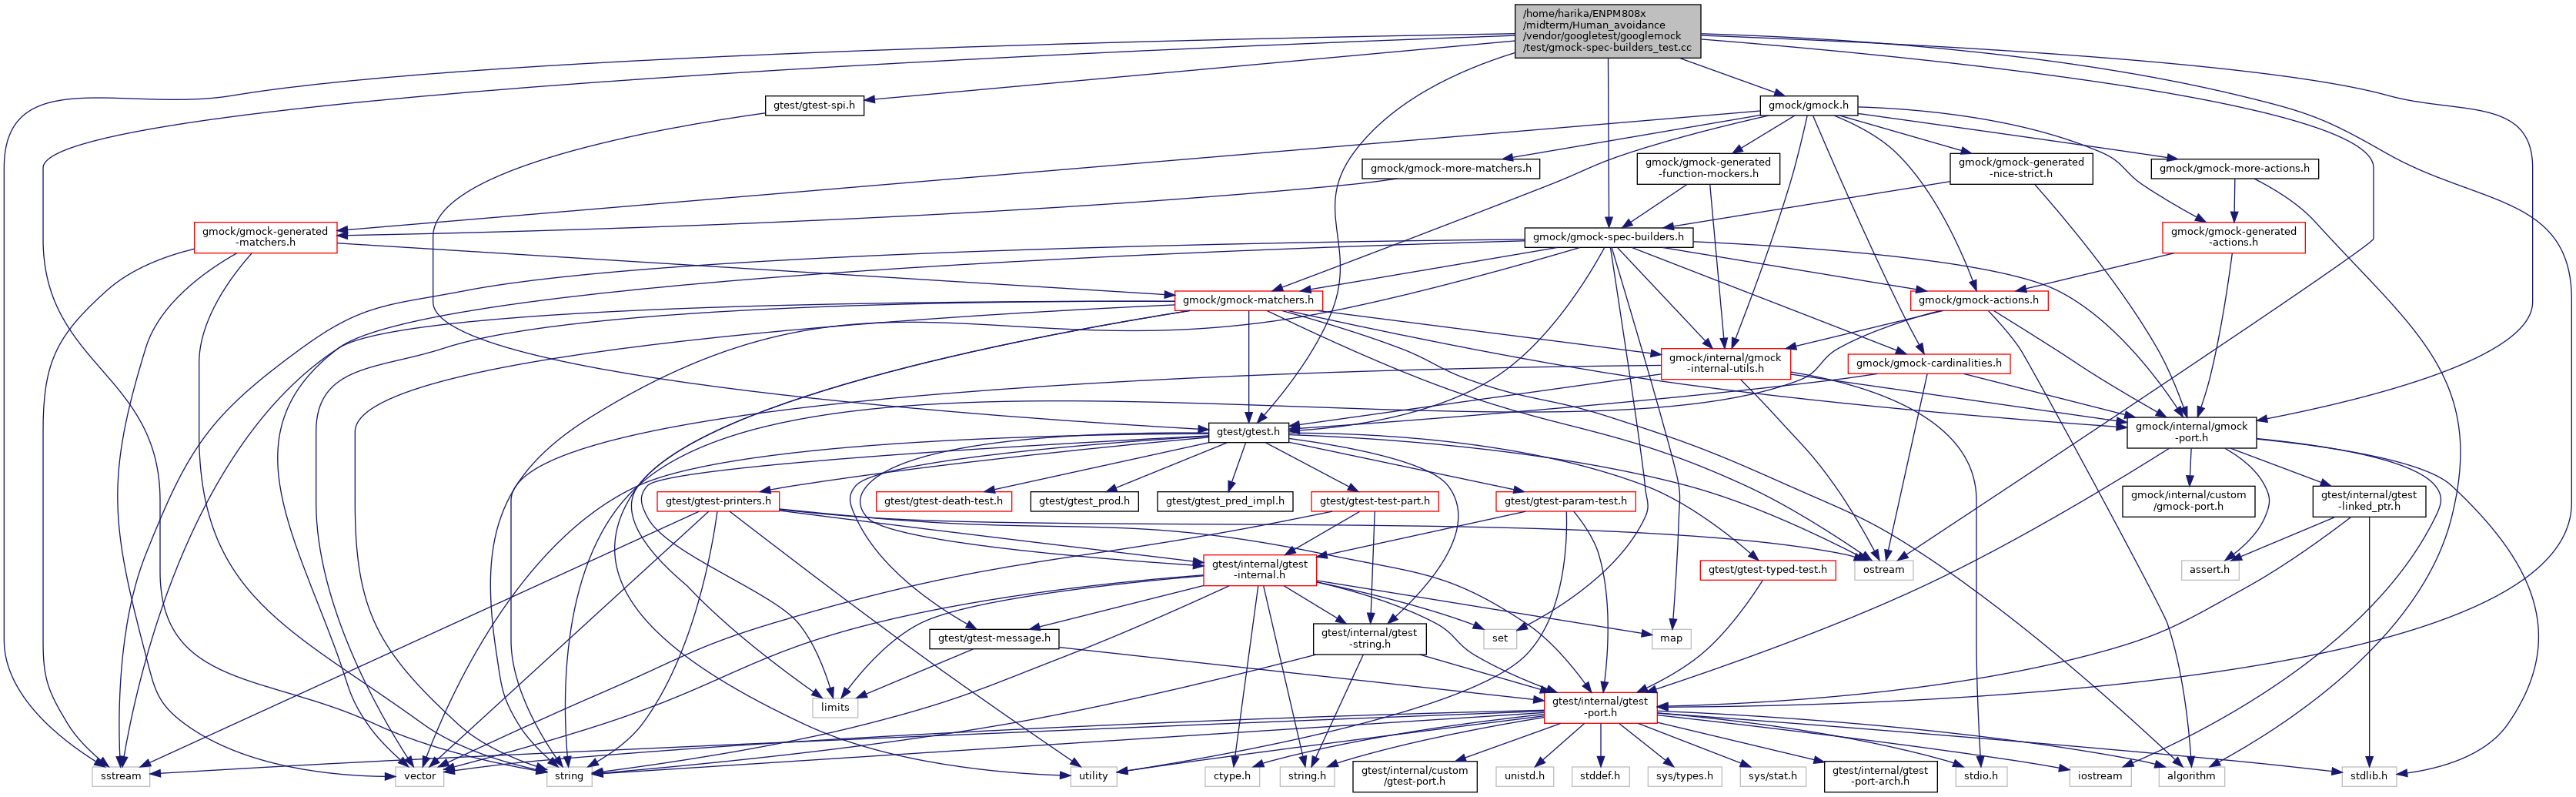 /home/harika/ENPM808x
/midterm/Human_avoidance
/vendor/googletest/googlemock
/test/gmock-spec-builders_test.cc
gtest/gtest-spi.h
gmock/gmock.h
gmock/gmock-more-matchers.h
gmock/gmock-generated
-function-mockers.h
gmock/gmock-generated
-nice-strict.h
gmock/gmock-more-actions.h
gmock/gmock-generated
-matchers.h
gmock/gmock-spec-builders.h
gmock/gmock-generated
-actions.h
gmock/gmock-matchers.h
gmock/gmock-actions.h
gmock/internal/gmock
-internal-utils.h
gmock/gmock-cardinalities.h
gtest/gtest.h
gmock/internal/gmock
-port.h
gtest/gtest-printers.h
gtest/gtest-death-test.h
gtest/gtest_prod.h
gtest/gtest_pred_impl.h
gtest/gtest-test-part.h
gtest/gtest-param-test.h
gmock/internal/custom
/gmock-port.h
gtest/internal/gtest
-linked_ptr.h
gtest/internal/gtest
-internal.h
gtest/gtest-typed-test.h
ostream
assert.h
gtest/gtest-message.h
gtest/internal/gtest
-string.h
set
map
limits
gtest/internal/gtest
-port.h
sstream
vector
string
utility
ctype.h
string.h
gtest/internal/custom
/gtest-port.h
unistd.h
stddef.h
sys/types.h
sys/stat.h
gtest/internal/gtest
-port-arch.h
stdio.h
iostream
algorithm
stdlib.h